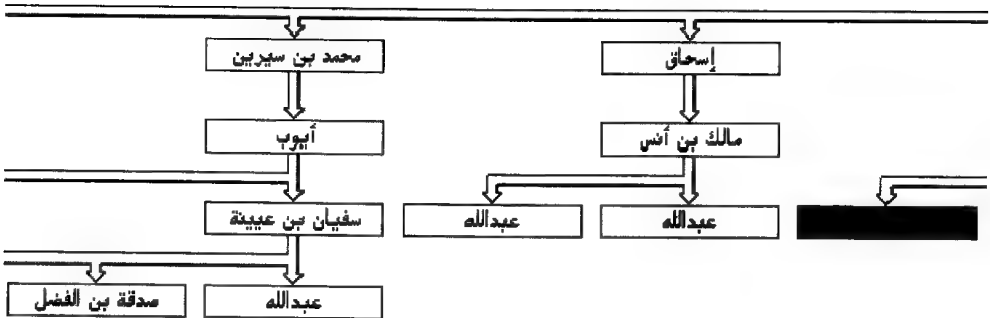 إسحاق
محمد بن سيرين
مالك بن أنس
أيوب
عبدالله
عبدالله
سفيان بن عيينة
عبدالله
صدقة بن الفضل